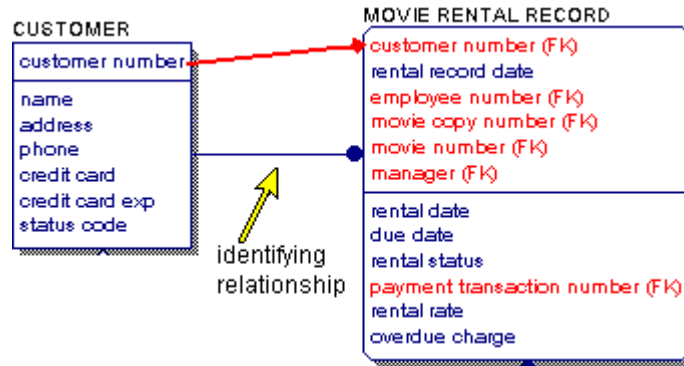 CUSTOMER
customer number
name
address
phone
credit card
credit card exp
status code
identifying
relationship
MOVIE RENTAL RECORD
customer number (FK)
rental record date
employee number (FK)
movie copy number (FK)
movie number (FK)
manager (FK)
rental date
due date
rental status
payment transaction number (FK)
rental rate
overdue charge